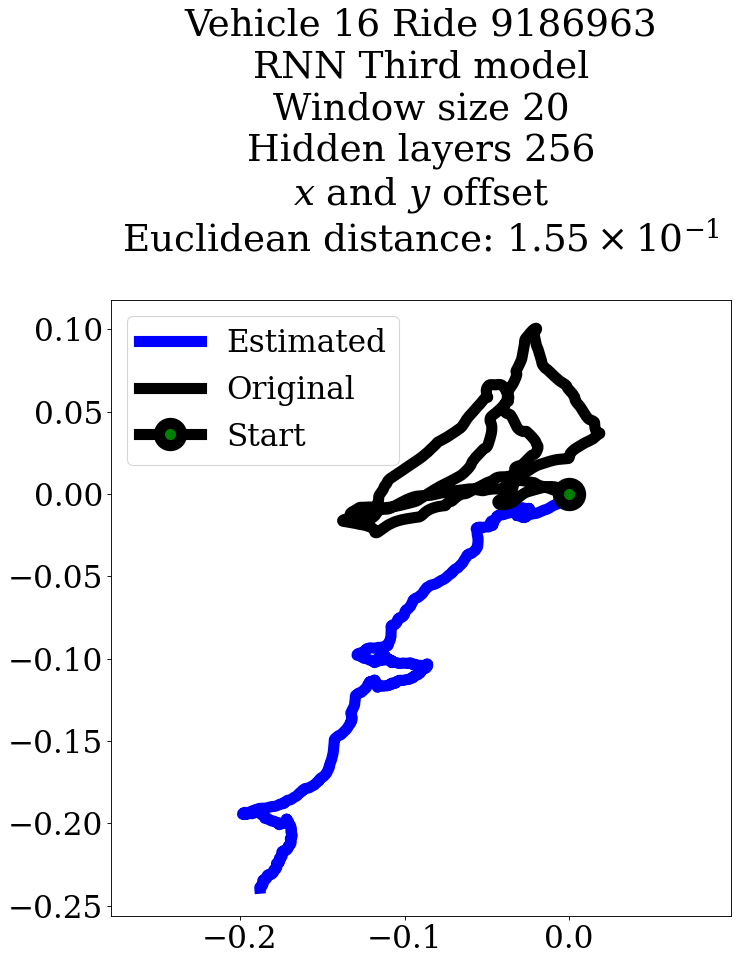 Vehicle 16 Ride 9186963
RNN Third model
Window size 20
Hidden layers 256
x and y offset
Euclidean distance: 1.55 × 10⁻¹
Estimated
Original
Start
0.10
0.05
0.00
−0.05
−0.10
−0.15
−0.20
−0.25
−0.2 −0.1 0.0